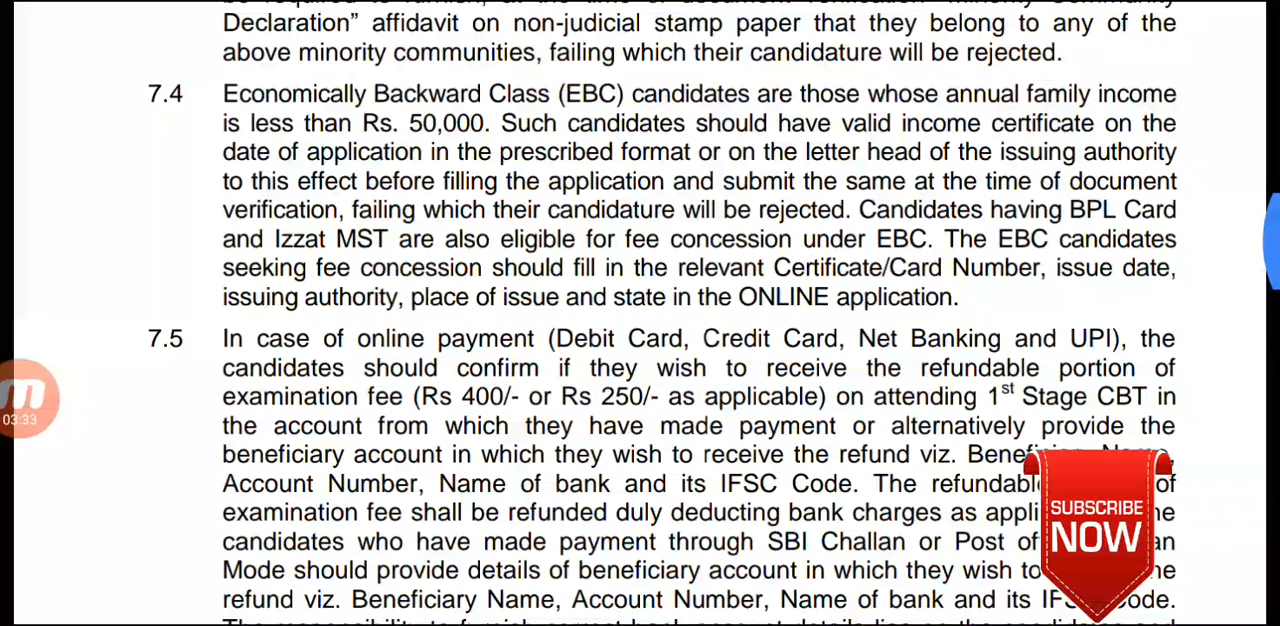 Declaration” affidavit on non-judicial stamp paper that they belong to any of the
above minority communities, failing which their candidature will be rejected.
7.4 Economically Backward Class (EBC) candidates are those whose annual family income
is less than Rs. 50,000. Such candidates should have valid income certificate on the
date of application in the prescribed format or on the letter head of the issuing authority
to this effect before filling the application and submit the same at the time of document
verification, failing which their candidature will be rejected. Candidates having BPL Card
and Izzat MST are also eligible for fee concession under EBC. The EBC candidates
seeking fee concession should fill in the relevant Certificate/Card Number, issue date,
issuing authority, place of issue and state in the ONLINE application.
7.5 In case of online payment (Debit Card, Credit Card, Net Banking and UPI), the
candidates should confirm if they wish to receive the refundable portion of
examination fee (Rs 400/- or Rs 250/- as applicable) on attending 1st Stage CBT in
the account from which they have made payment or alternatively provide the
beneficiary account in which they wish to receive the refund viz.
Account Number, Name of bank and its IFSC Code. The of
examination fee shall be refunded duly deducting bank charges as
candidates who have made payment through SBI Challan or Post
Mode should provide details of beneficiary account in which they wish to
refund viz. Beneficiary Name, Account Number, Name of bank and its
03:33
SUBSCRIBE
NOW